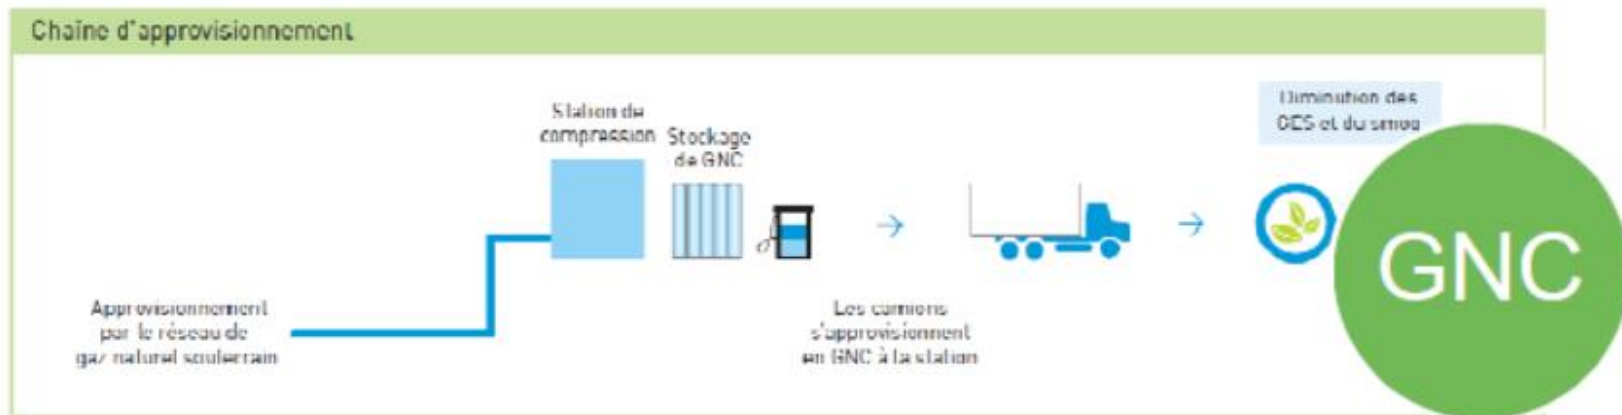 Chaîne d'approvisionnement
Station de
compression
Stockage
de GNC
Diminution des
GES et du smog
GNC
Approvisionnement
par le réseau de
gaz naturel souterrain
Les camions
s'approvisionnent
en GNC à la station